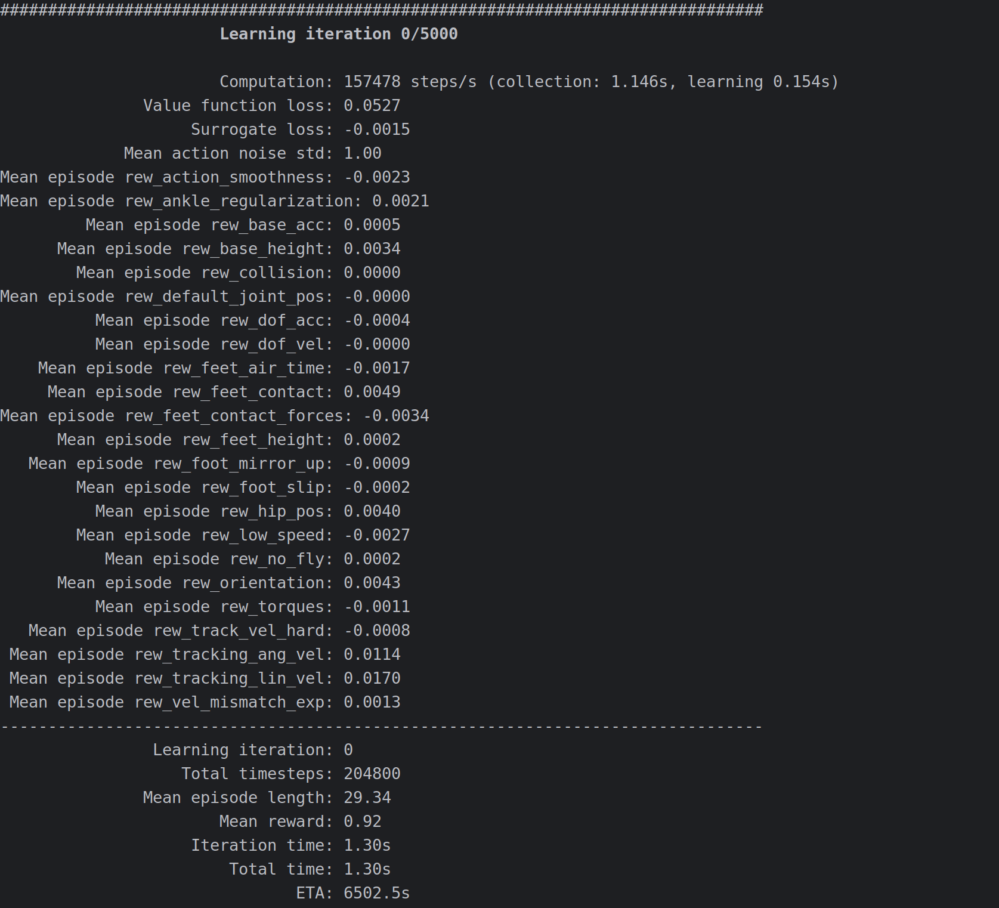 ################################################################################
Learning iteration 0/5000
Computation: 157478 steps/s (collection: 1.146s, learning 0.154s)
Value function loss: 0.0527
Surrogate loss: -0.0015
Mean action noise std: 1.00
Mean episode rew_action_smoothness: -0.0023
Mean episode rew_ankle_regularization: 0.0021
Mean episode rew_base_acc: 0.0005
Mean episode rew_base_height: 0.0034
Mean episode rew_collision: 0.0000
Mean episode rew_default_joint_pos: -0.0000
Mean episode rew_dof_acc: -0.0004
Mean episode rew_dof_vel: -0.0000
Mean episode rew_feet_air_time: -0.0017
Mean episode rew_feet_contact: 0.0049
Mean episode rew_feet_contact_forces: -0.0034
Mean episode rew_feet_height: 0.0002
Mean episode rew_foot_mirror_up: -0.0009
Mean episode rew_foot_slip: -0.0002
Mean episode rew_hip_pos: 0.0040
Mean episode rew_low_speed: -0.0027
Mean episode rew_no_fly: 0.0002
Mean episode rew_orientation: 0.0043
Mean episode rew_torques: -0.0011
Mean episode rew_track_vel_hard: -0.0008
Mean episode rew_tracking_ang_vel: 0.0114
Mean episode rew_tracking_lin_vel: 0.0170
Mean episode rew_vel_mismatch_exp: 0.0013
--------------------------------------------------------------------------------
Learning iteration: 0
Total timesteps: 204800
Mean episode length: 29.34
Mean reward: 0.92
Iteration time: 1.30s
Total time: 1.30s
ETA: 6502.5s